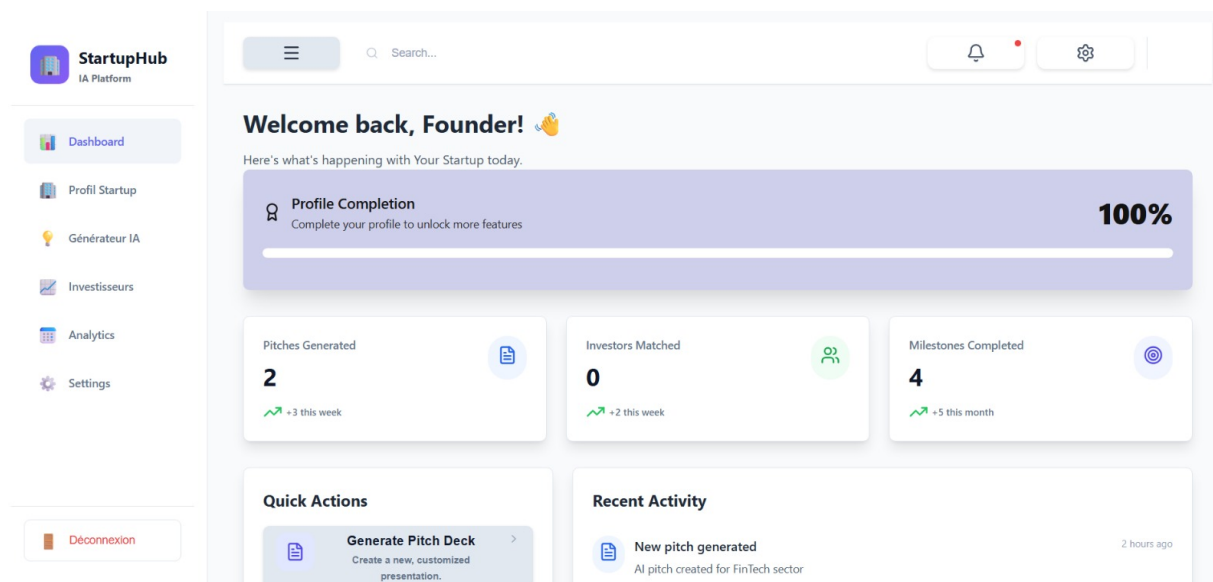 StartupHub
IA Platform
Dashboard
Profil Startup
Générateur IA
Investisseurs
Analytics
Settings
Déconnexion
Search...
Welcome back, Founder! 👋
Here's what's happening with Your Startup today.
Profile Completion
Complete your profile to unlock more features
100%
Pitches Generated
2
+3 this week
Investors Matched
0
+2 this week
Milestones Completed
4
+5 this month
Quick Actions
Generate Pitch Deck
Create a new, customized
presentation.
Recent Activity
New pitch generated
2 hours ago
AI pitch created for FinTech sector